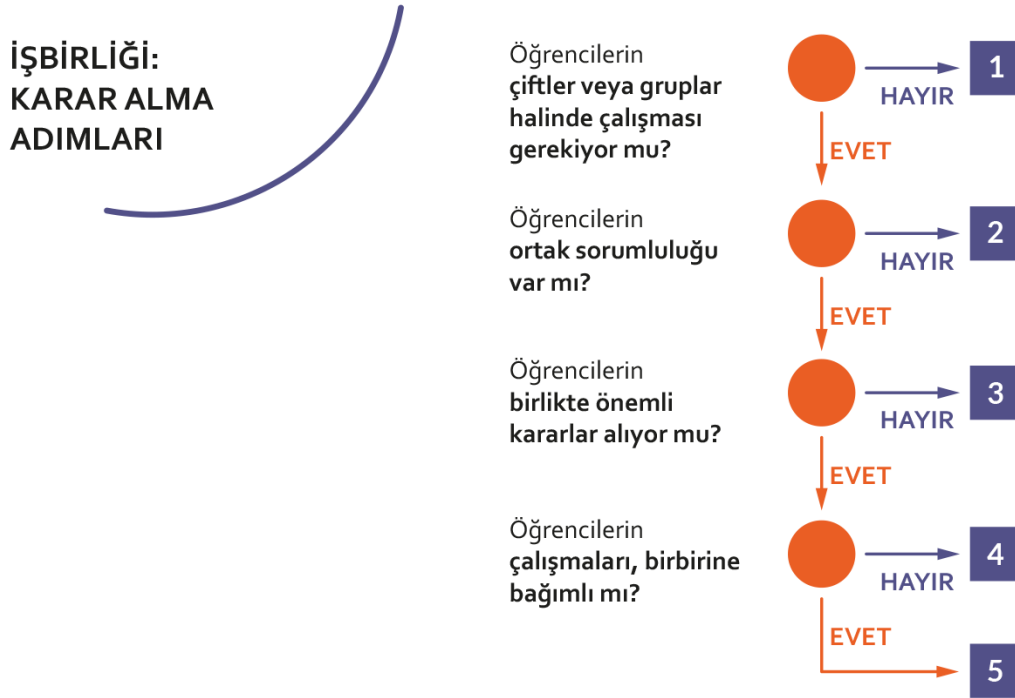 İŞBİRLİĞİ:
KARAR ALMA
ADIMLARI
Öğrencilerin
çiftler veya gruplar
halinde çalışması
gerekiyor mu?
HAYIR
1
EVET
Öğrencilerin
ortak sorumluluğu
var mı?
HAYIR
2
EVET
Öğrencilerin
birlikte önemli
kararlar alıyor mu?
HAYIR
3
EVET
Öğrencilerin
çalışmaları, birbirine
bağımlı mı?
HAYIR
4
EVET
5